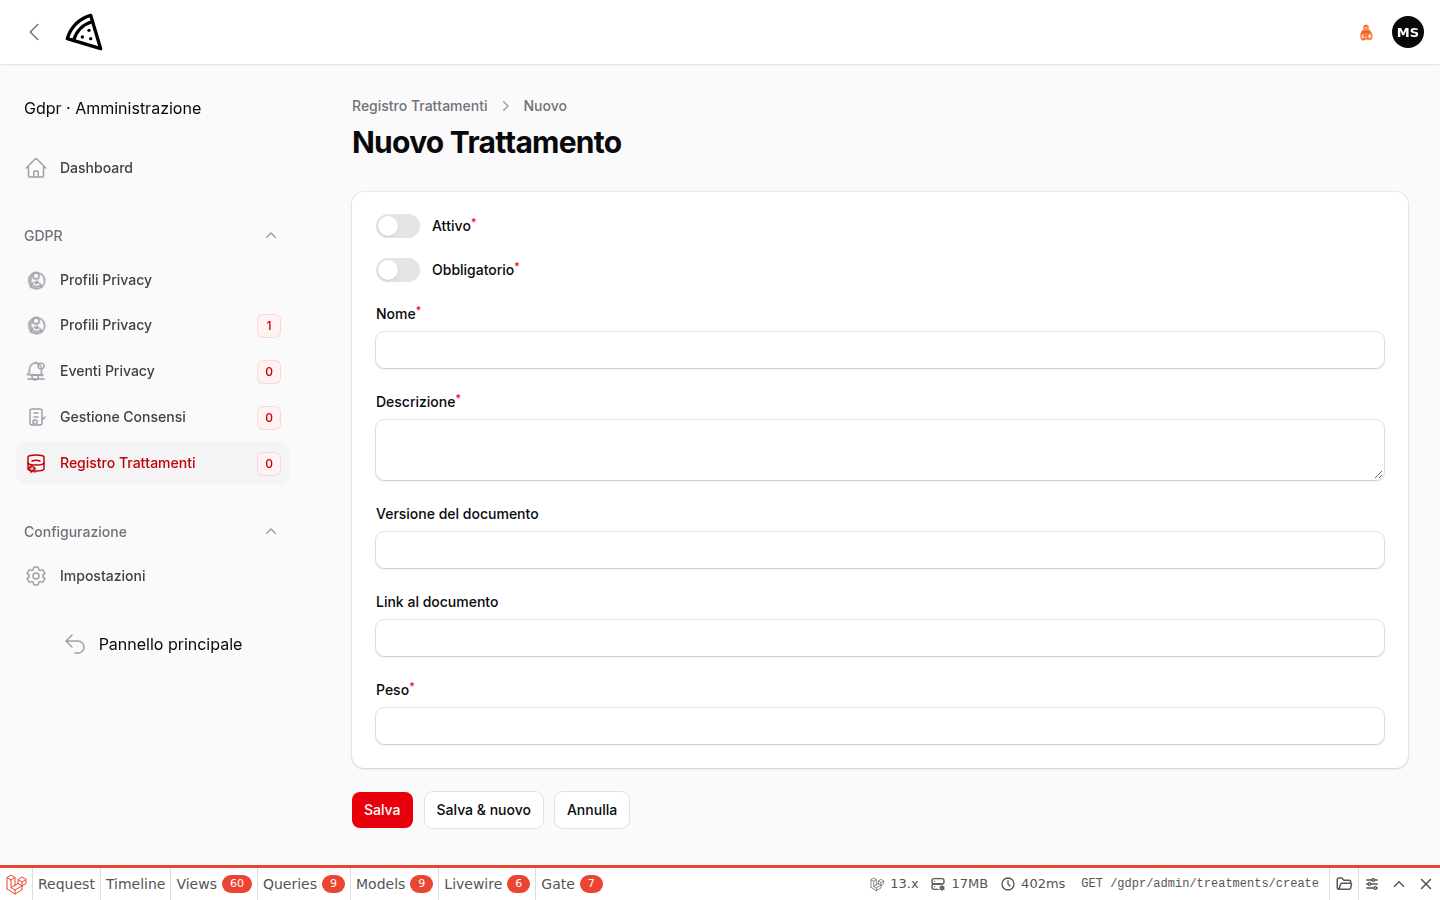 MS
Gdpr · Amministrazione
Dashboard
GDPR
Profili Privacy
Profili Privacy 1
Eventi Privacy 0
Gestione Consensi 0
Registro Trattamenti 0
Configurazione
Impostazioni
Pannello principale
Registro Trattamenti > Nuovo
Nuovo Trattamento
Attivo*
Obbligatorio*
Nome*
Descrizione*
Versione del documento
Link al documento
Peso*
Salva
Salva & nuovo
Annulla
Request Timeline Views 60 Queries 9 Models 9 Livewire 6 Gate 7 13.x 17MB 402ms GET /gdpr/admin/treatments/create